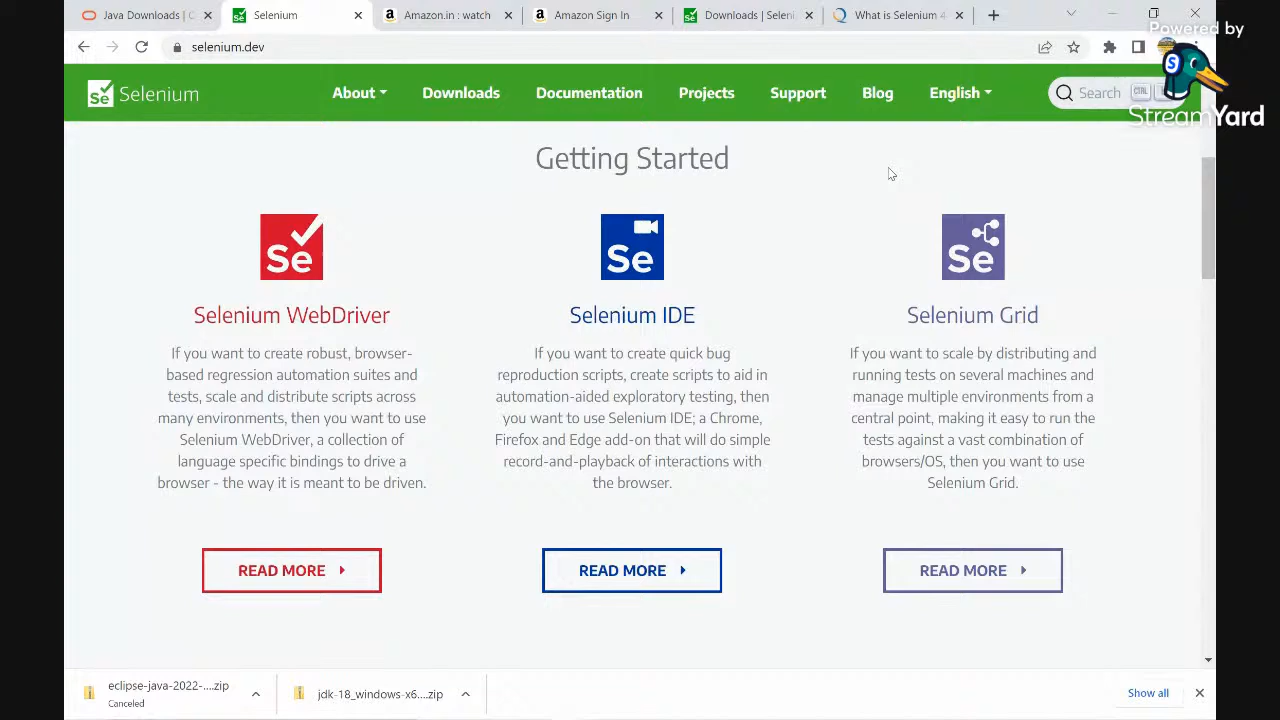 Java Downloads | C
Selenium
Amazon.in : watch
Amazon Sign In
Downloads | Seleni
What is Selenium 4
Powered by
StreamYard
selenium.dev
Se Selenium
About
Downloads
Documentation
Projects
Support
Blog
English
Search
CTRL
Getting Started
Se
Selenium WebDriver
If you want to create robust, browser-
based regression automation suites and
tests, scale and distribute scripts across
many environments, then you want to use
Selenium WebDriver, a collection of
language specific bindings to drive a
browser - the way it is meant to be driven.
READ MORE
Se
Selenium IDE
If you want to create quick bug
reproduction scripts, create scripts to aid in
automation-aided exploratory testing, then
you want to use Selenium IDE; a Chrome,
Firefox and Edge add-on that will do simple
record-and-playback of interactions with
the browser.
READ MORE
Se
Selenium Grid
If you want to scale by distributing and
running tests on several machines and
manage multiple environments from a
central point, making it easy to run the
tests against a vast combination of
browsers/OS, then you want to use
Selenium Grid.
READ MORE
eclipse-java-2022-....zip
Canceled
jdk-18_windows-x6....zip
Show all